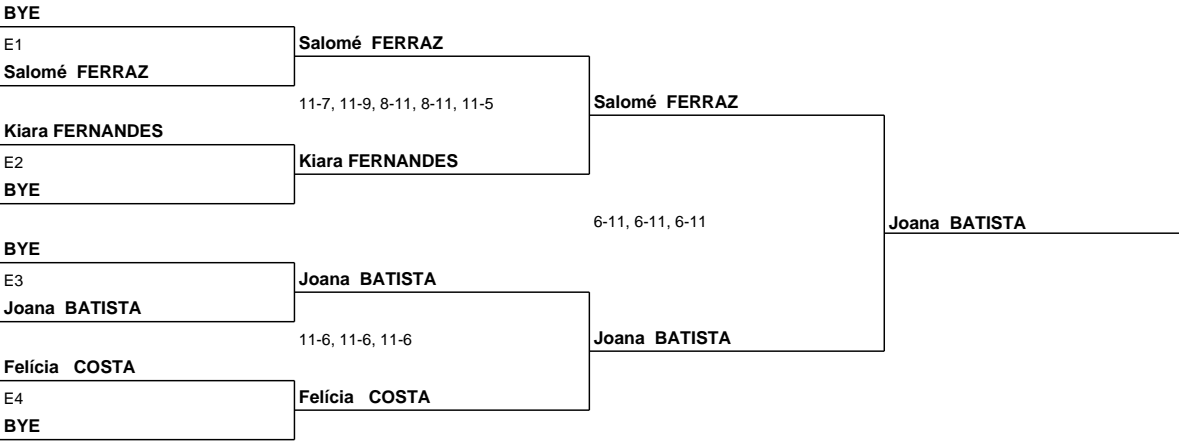 BYE
E1
Salomé FERRAZ
Salomé FERRAZ
11-7, 11-9, 8-11, 8-11, 11-5
Salomé FERRAZ
Kiara FERNANDES
E2
Kiara FERNANDES
BYE
6-11, 6-11, 6-11
Joana BATISTA
BYE
E3
Joana BATISTA
Joana BATISTA
11-6, 11-6, 11-6
Joana BATISTA
Felícia COSTA
E4
Felícia COSTA
BYE